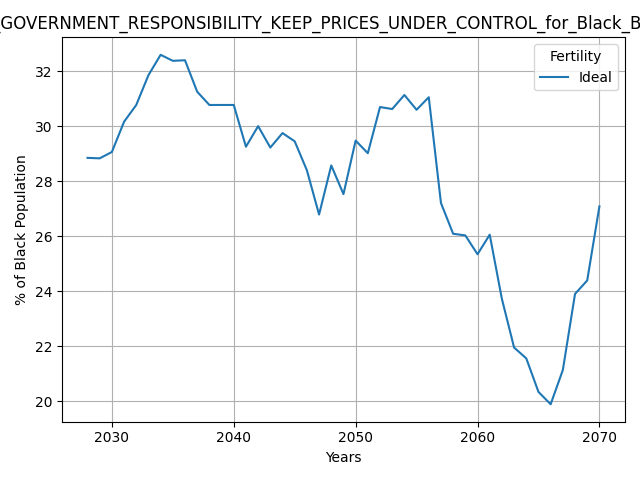 GOVERNMENT_RESPONSIBILITY_KEEP_PRICES_UNDER_CONTROL_for_Black_B
Fertility
Ideal
% of Black Population
32
30
28
26
24
22
20
2030 2040 2050 2060 2070
Years